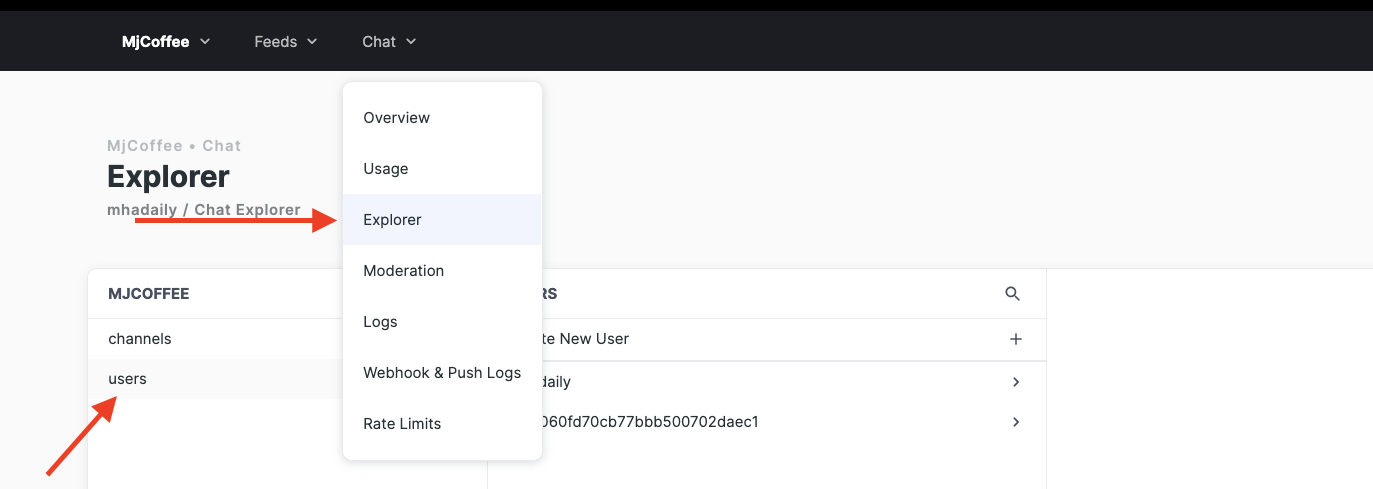 MjCoffee Feeds Chat
Overview
Usage
Explorer
Moderation
Logs
Webhook & Push Logs
Rate Limits
MjCoffee • Chat
Explorer
mhadaily / Chat Explorer
MJCOFFEE
channels
users
RS
te New User
daily
060fd70cb77bbb500702daec1